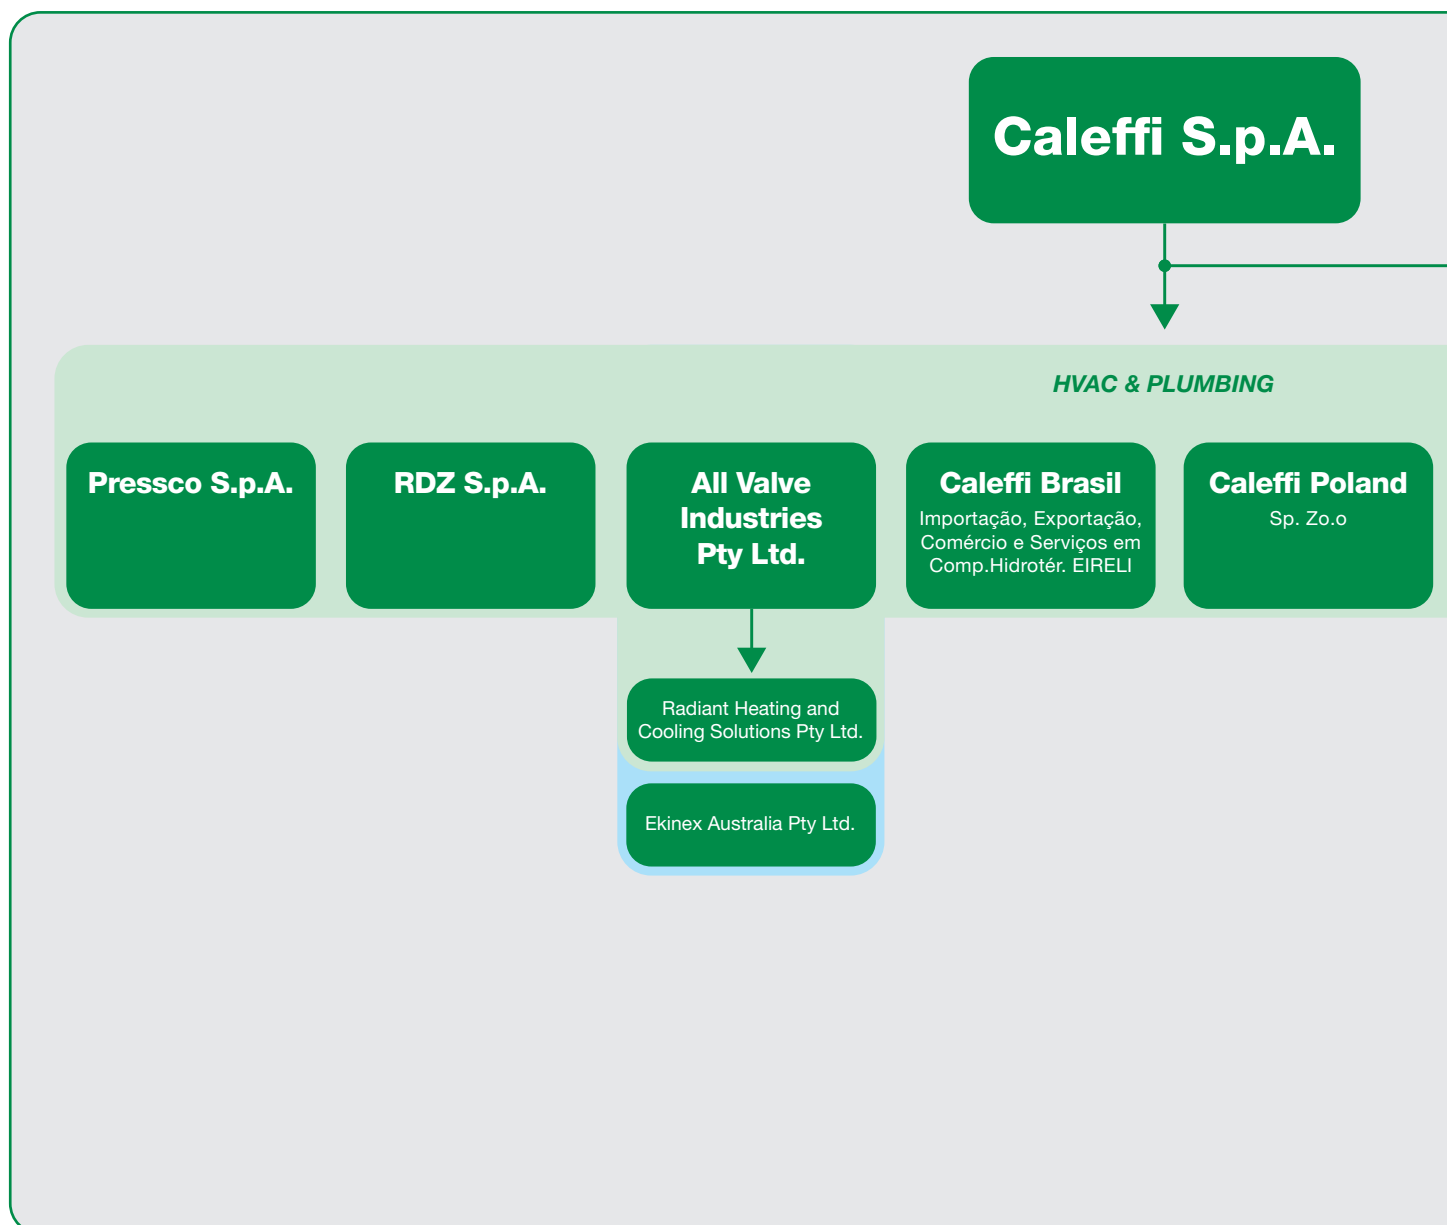 Caleffi S.p.A.
HVAC & PLUMBING
Pressco S.p.A.
RDZ S.p.A.
All Valve
Industries
Pty Ltd.
Caleffi Brasil
Importação, Exportação,
Comércio e Serviços em
Comp.Hidrotér. EIRELI
Caleffi Poland
Sp. Zo.o
Radiant Heating and
Cooling Solutions Pty Ltd.
Ekinex Australia Pty Ltd.